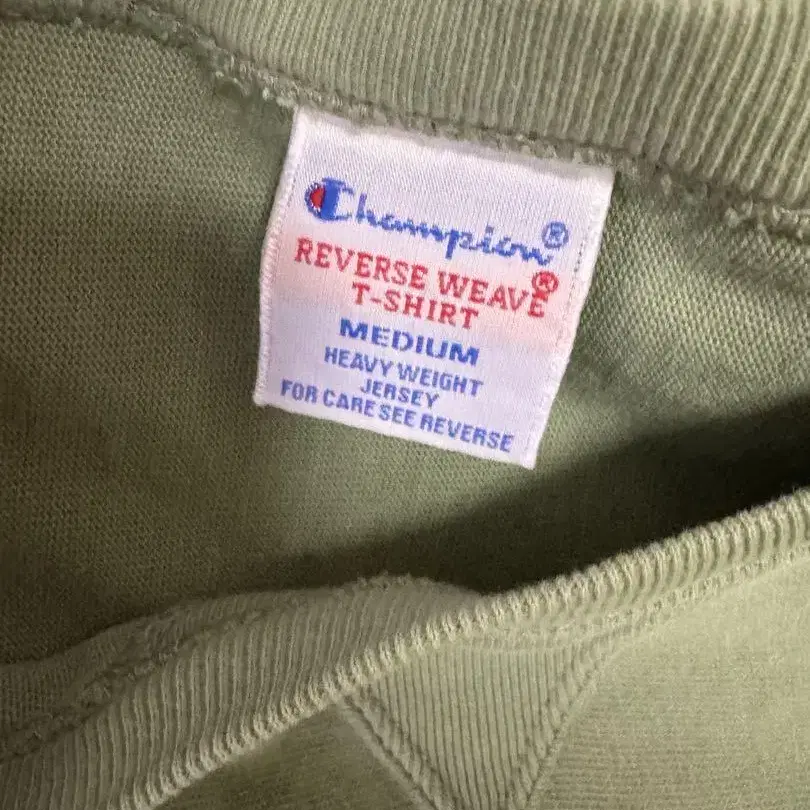 Champion®
REVERSE WEAVE®
T-SHIRT
MEDIUM
HEAVY WEIGHT
JERSEY
FOR CARE SEE REVERSE